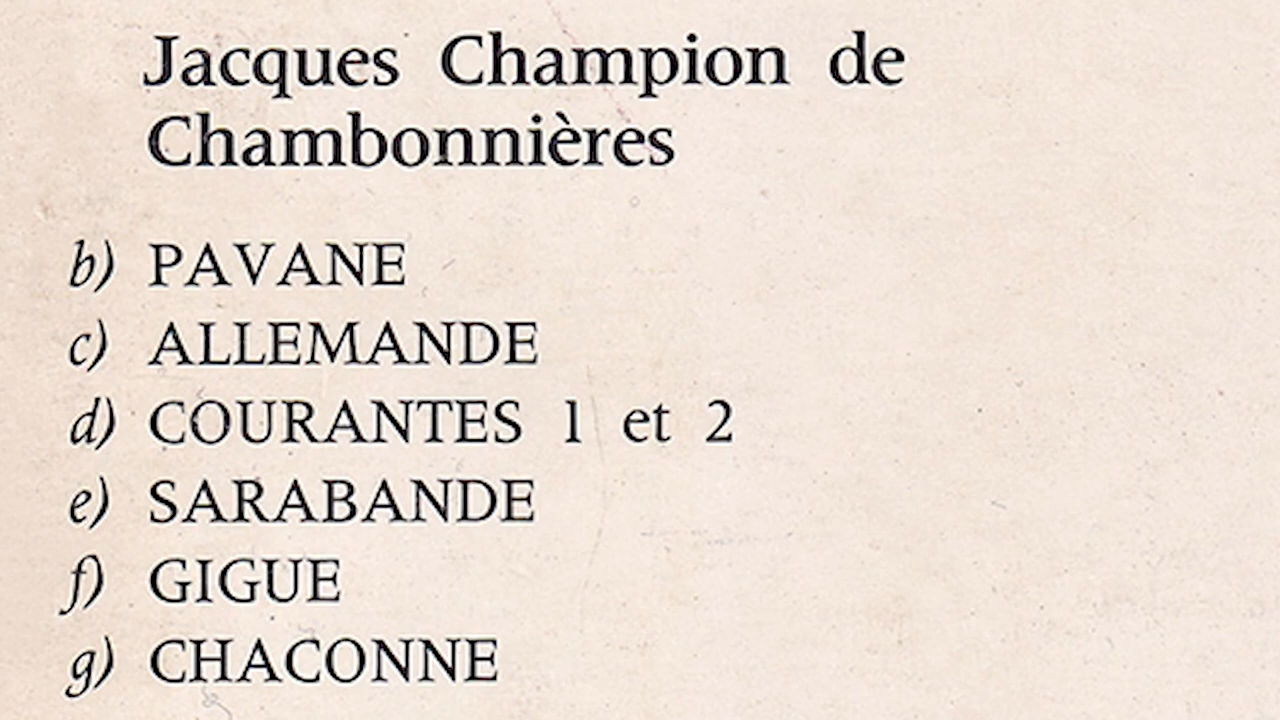 Jacques Champion de
Chambonnières
b) PAVANE
c) ALLEMANDE
d) COURANTES 1 et 2
e) SARABANDE
f) GIGUE
g) CHACONNE